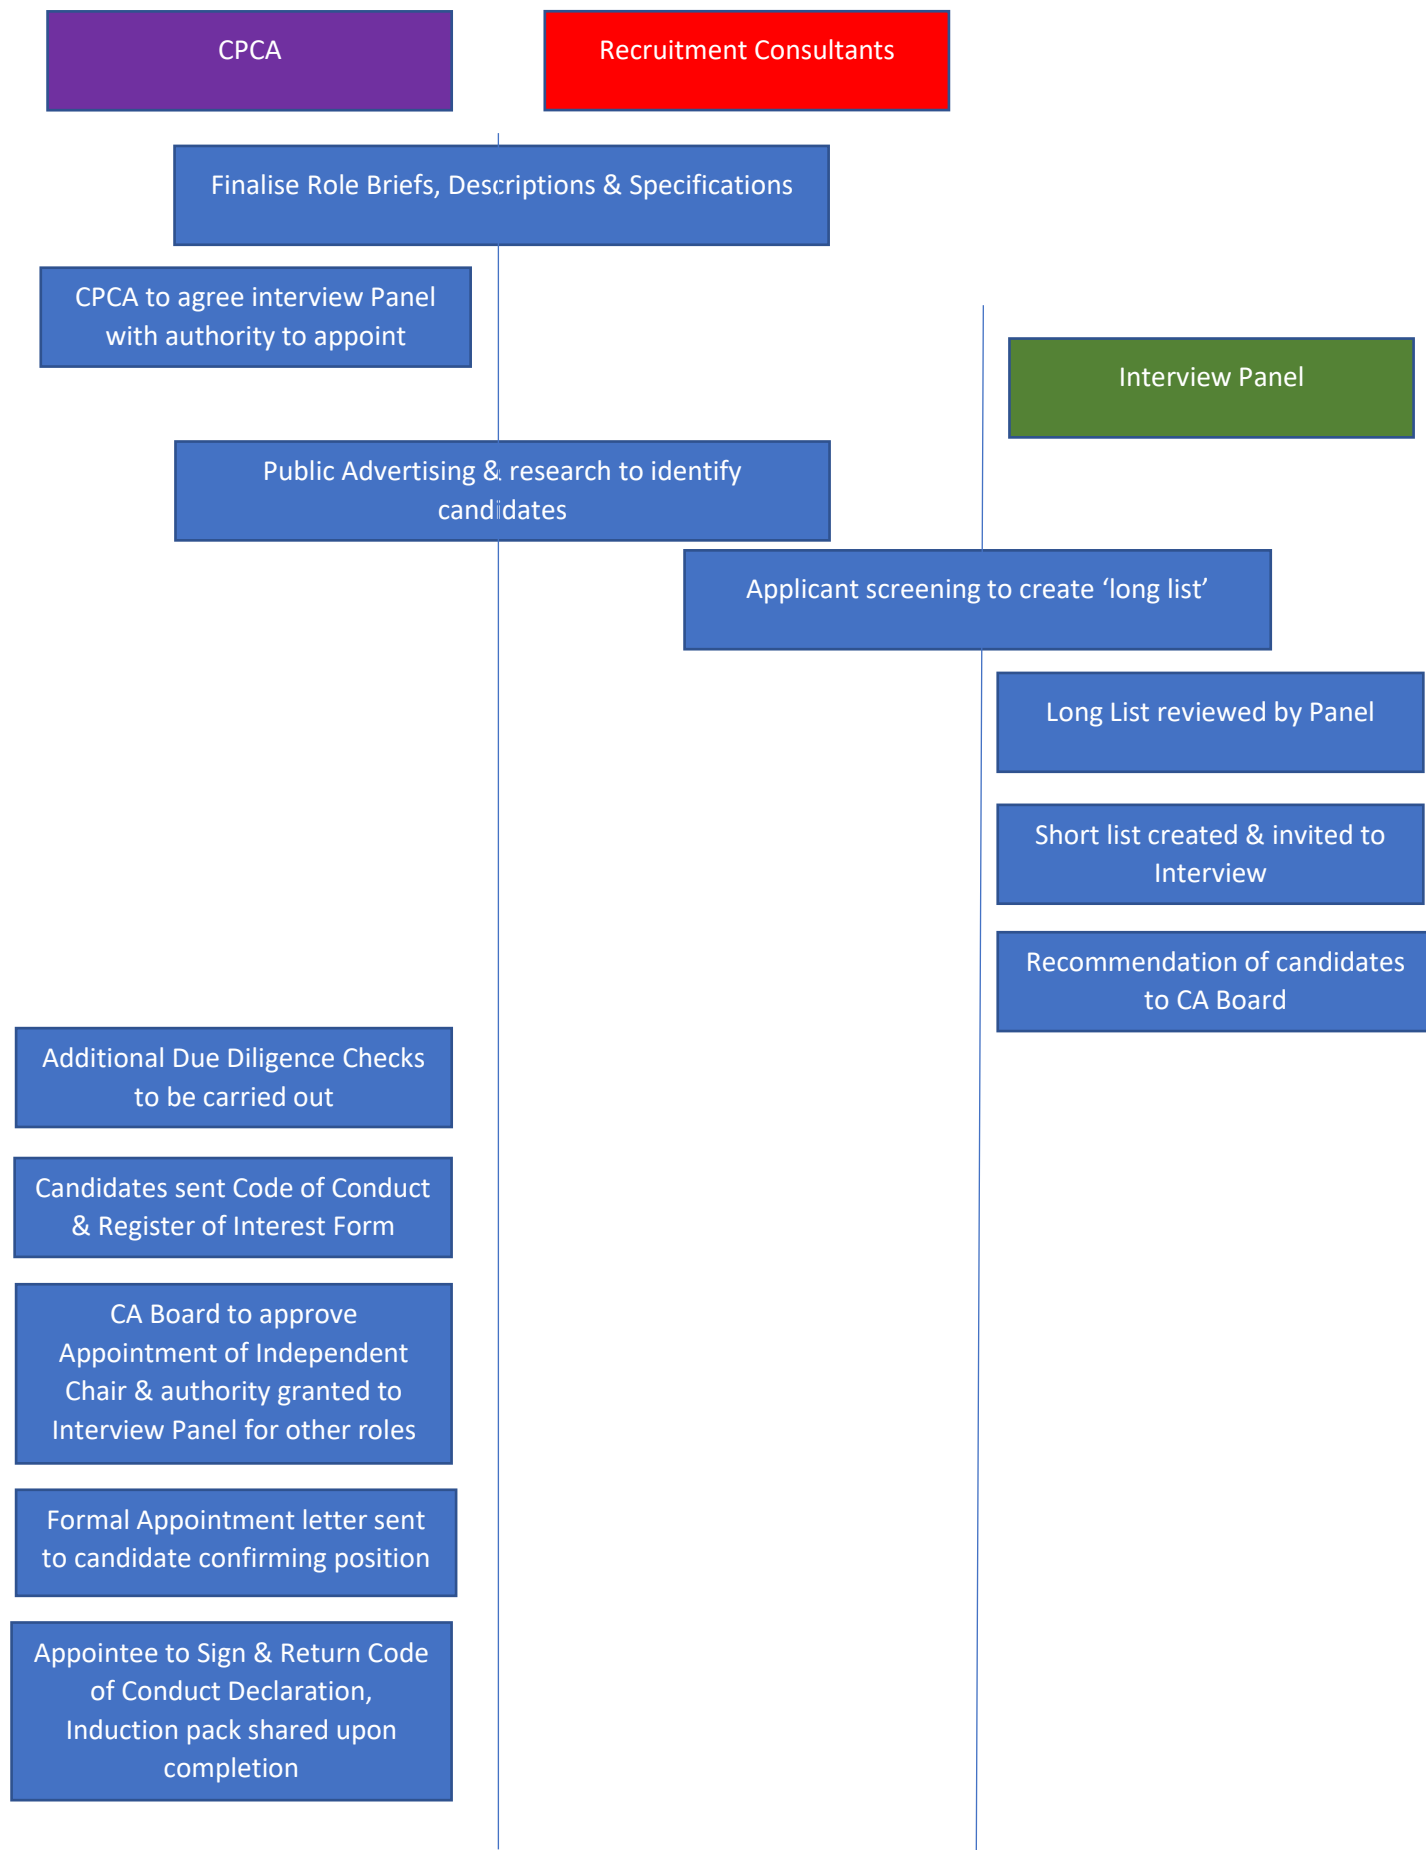 CPCA
Recruitment Consultants
Finalise Role Briefs, Descriptions & Specifications
CPCA to agree interview Panel
with authority to appoint
Interview Panel
Public Advertising & research to identify
candidates
Applicant screening to create ‘long list’
Long List reviewed by Panel
Short list created & invited to
Interview
Recommendation of candidates
to CA Board
Additional Due Diligence Checks
to be carried out
Candidates sent Code of Conduct
& Register of Interest Form
CA Board to approve
Appointment of Independent
Chair & authority granted to
Interview Panel for other roles
Formal Appointment letter sent
to candidate confirming position
Appointee to Sign & Return Code
of Conduct Declaration,
Induction pack shared upon
completion